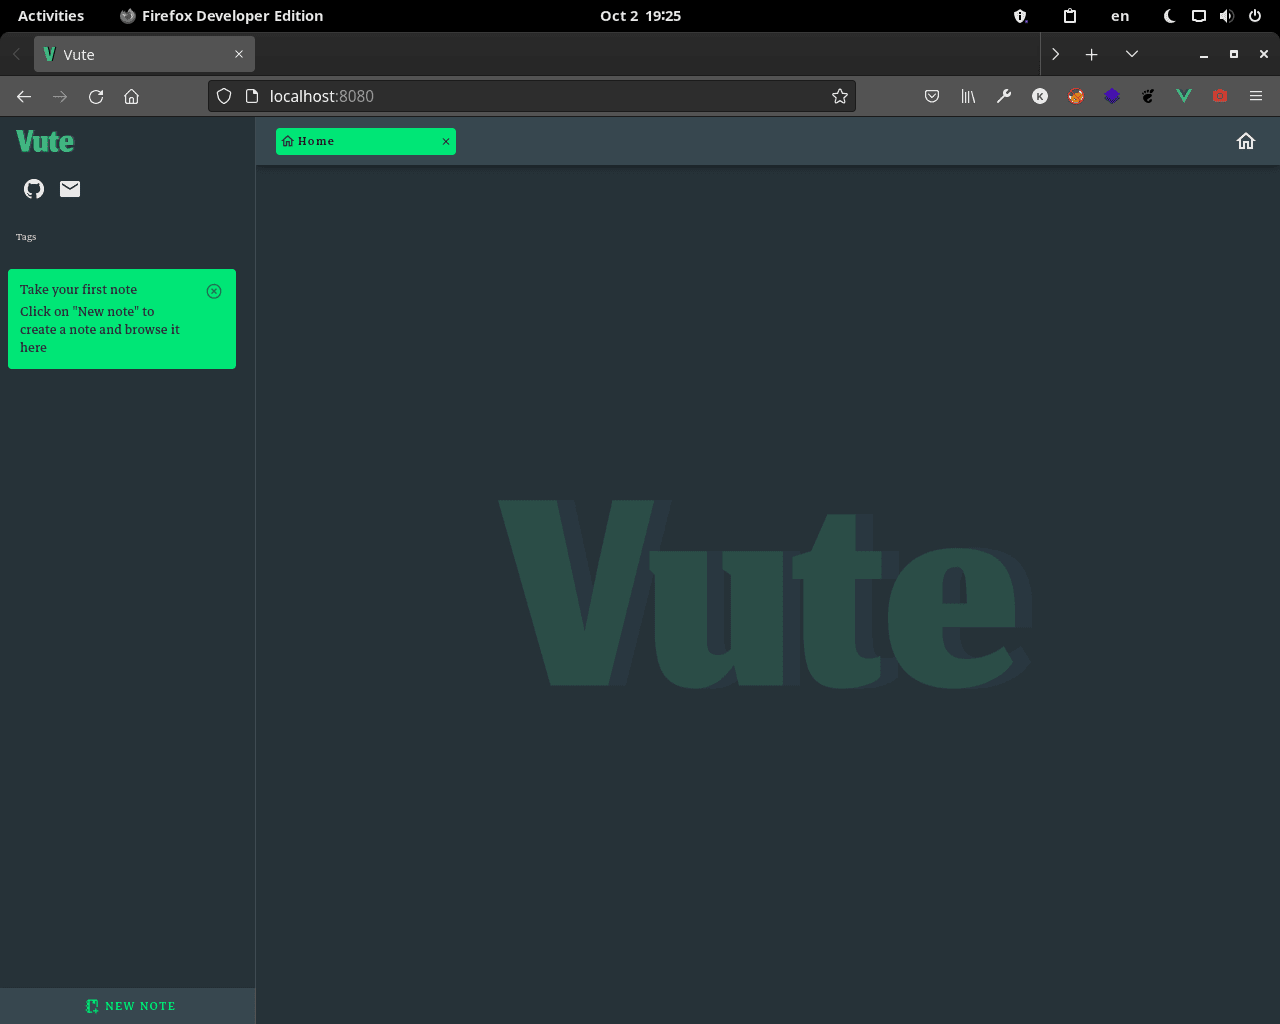 Activities
Firefox Developer Edition
Oct 2 19:25
en
Vute
localhost:8080
K
Vute
Home
Tags
Take your first note
Click on "New note" to
create a note and browse it
here
Vute
NEW NOTE